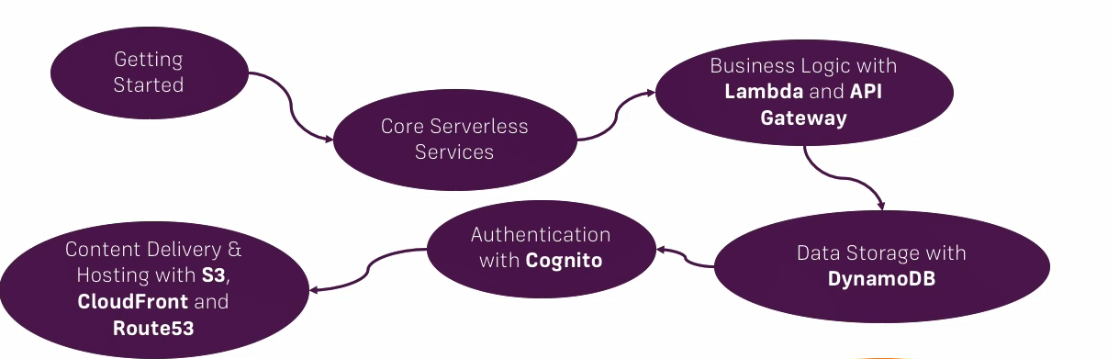 Getting
Started
Core Serverless
Services
Business Logic with
Lambda and API
Gateway
Data Storage with
DynamoDB
Authentication
with Cognito
Content Delivery &
Hosting with S3,
CloudFront and
Route53